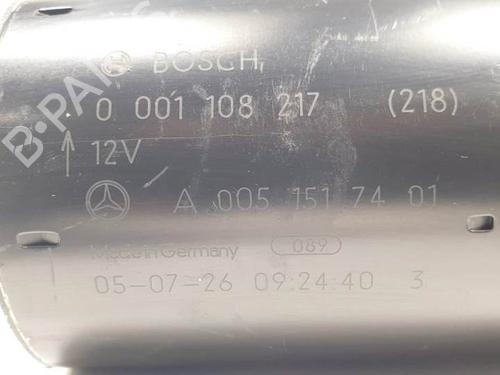 BOSCH
0 001 108 217 (218)
12V
A 005 151 74 01
Made in Germany 089
05-07-26 09:24:40 3
B-PARTS